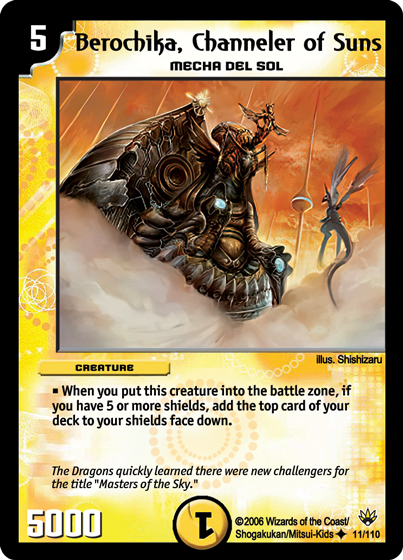 5
Berochika, Channeler of Suns
MECHA DEL SOL
illus. Shishizaru
CREATURE
▪ When you put this creature into the battle zone, if
you have 5 or more shields, add the top card of your
deck to your shields face down.
The Dragons quickly learned there were new challengers for
the title "Masters of the Sky."
5000
1
©2006 Wizards of the Coast/
Shogakukan/Mitsui-Kids ✦ 11/110